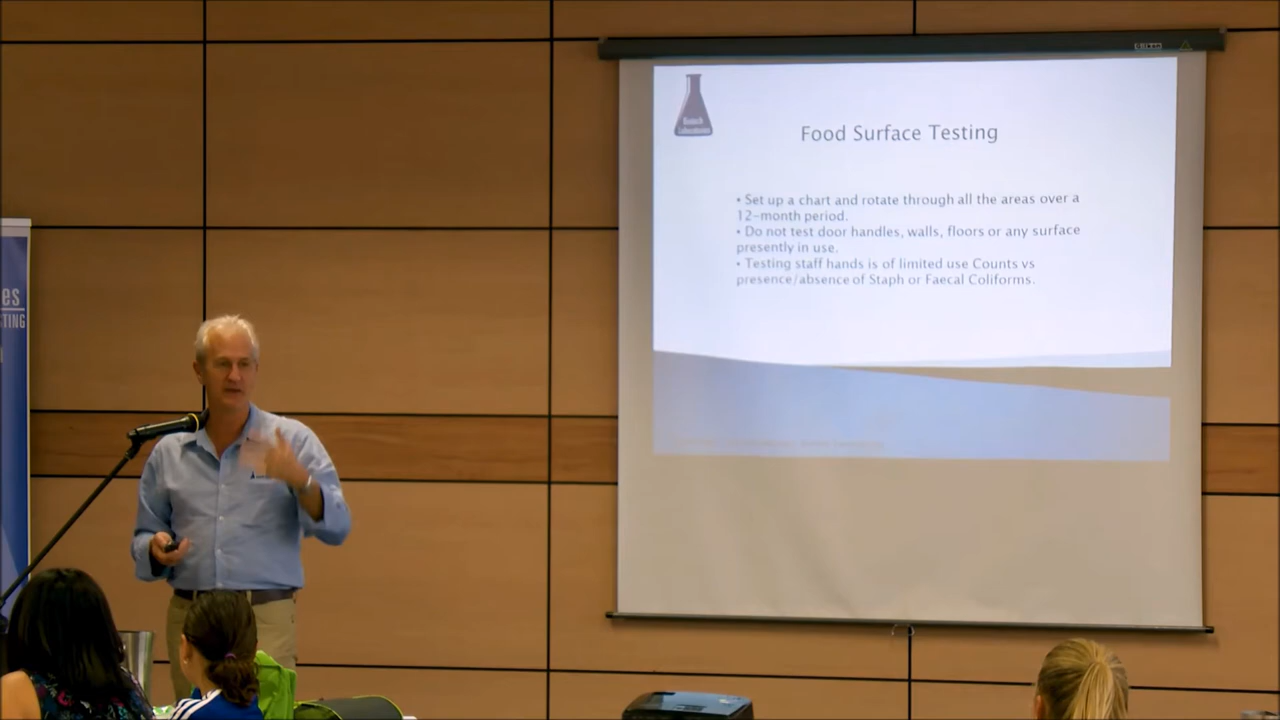 es
TING
Laboratories
Food Surface Testing
• Set up a chart and rotate through all the areas over a
12-month period.
• Do not test door handles, walls, floors or any surface
presently in use.
• Testing staff hands is of limited use Counts vs
presence/absence of Staph or Faecal Coliforms.